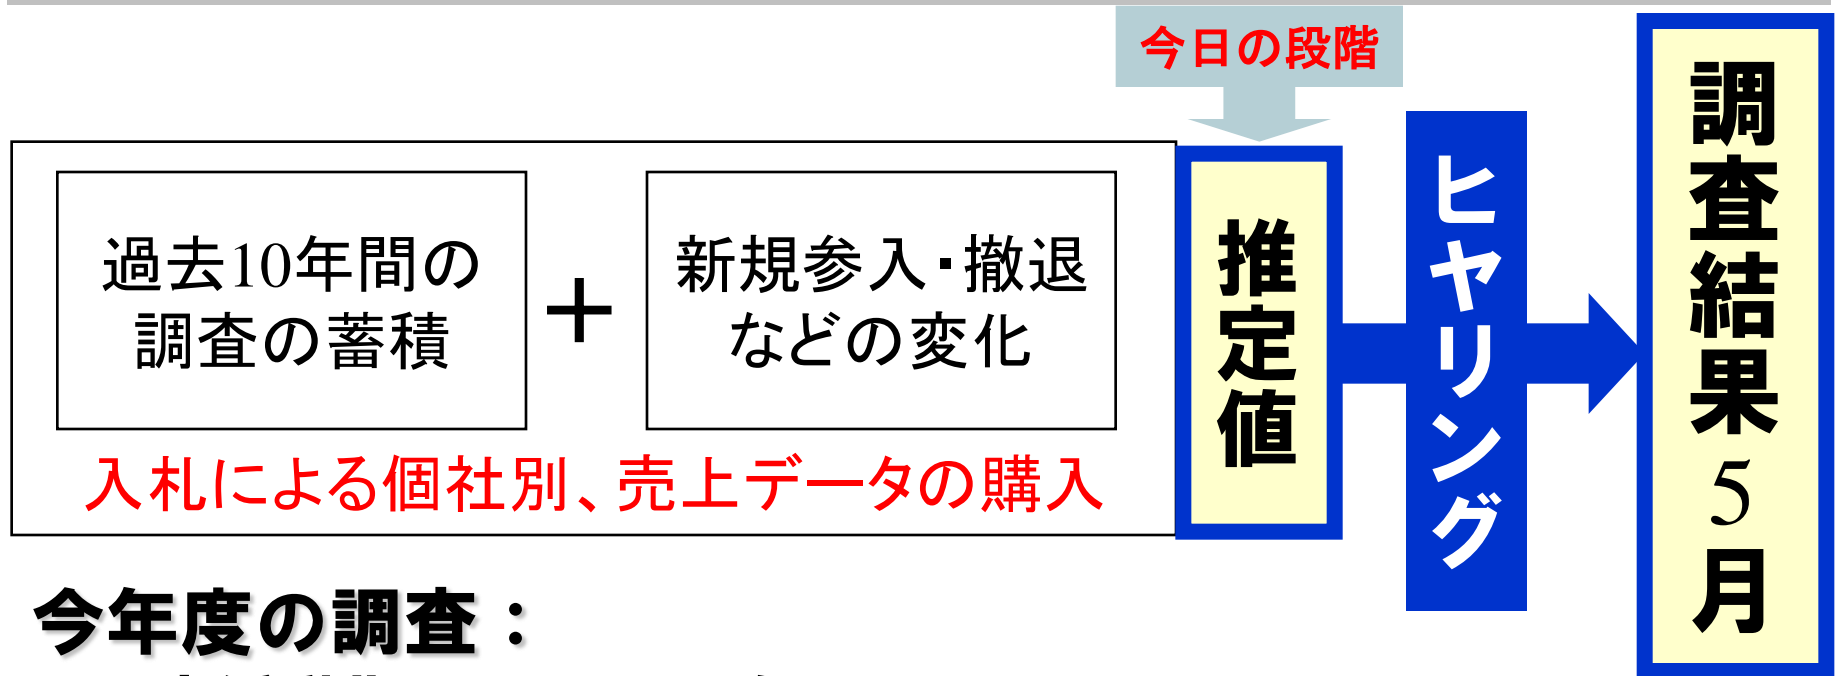 今日の段階
過去10年間の
調査の蓄積
+
新規参入・撤退
などの変化
入札による個社別、売上データの購入
推定値
ヒヤリング
調査結果5月
今年度の調査：